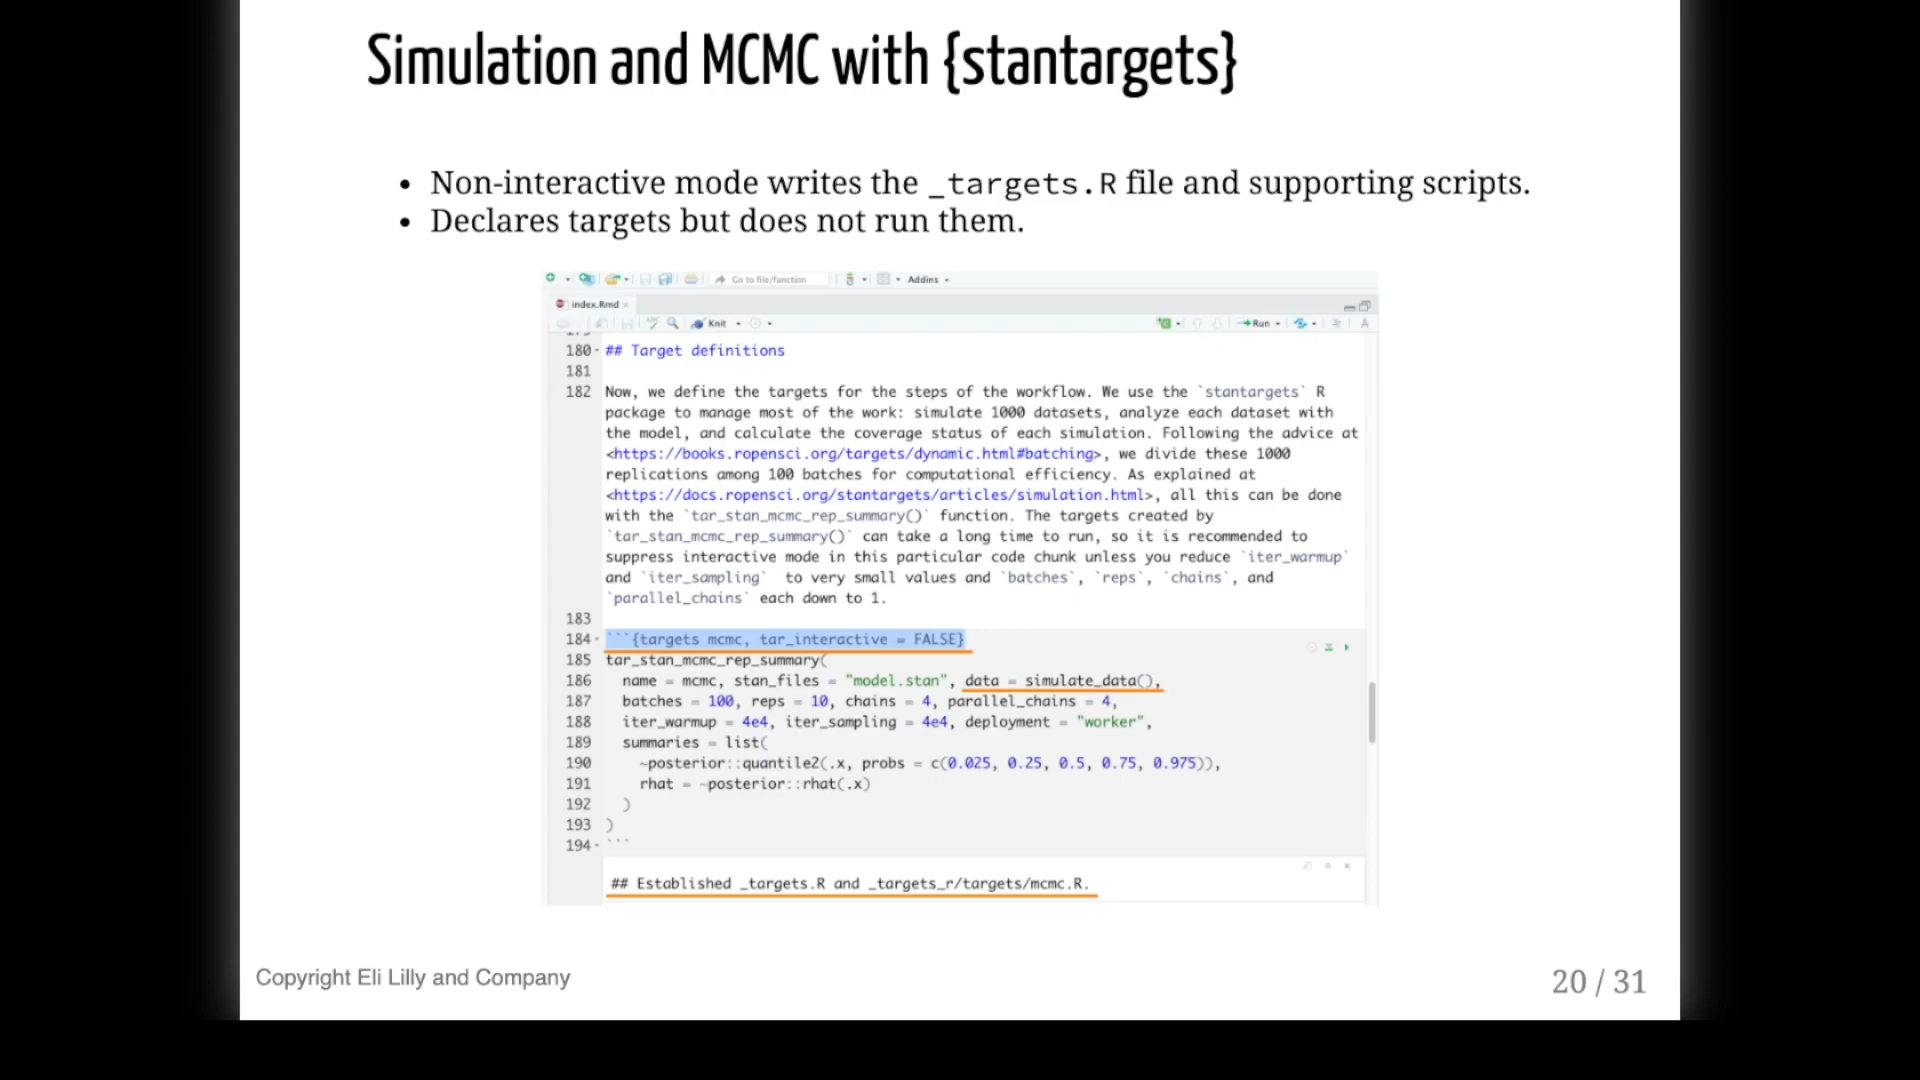 Simulation and MCMC with {stantargets}
• Non-interactive mode writes the _targets.R file and supporting scripts.
• Declares targets but does not run them.
Go to file/function
Addins
index.Rmd
Knit
Run
180 ## Target definitions
181
182 Now, we define the targets for the steps of the workflow. We use the `stantargets` R
package to manage most of the work: simulate 1000 datasets, analyze each dataset with
the model, and calculate the coverage status of each simulation. Following the advice at
<https://books.ropensci.org/targets/dynamic.html#batching>, we divide these 1000
replications among 100 batches for computational efficiency. As explained at
<https://docs.ropensci.org/stantargets/articles/simulation.html>, all this can be done
with the `tar_stan_mcmc_rep_summary()` function. The targets created by
`tar_stan_mcmc_rep_summary()` can take a long time to run, so it is recommended to
suppress interactive mode in this particular code chunk unless you reduce `iter_warmup`
and `iter_sampling`  to very small values and `batches`, `reps`, `chains`, and
`parallel_chains` each down to 1.
183
184 ```{targets mcmc, tar_interactive = FALSE}
185 tar_stan_mcmc_rep_summary(
186 name = mcmc, stan_files = "model.stan", data = simulate_data(),
187 batches = 100, reps = 10, chains = 4, parallel_chains = 4,
188 iter_warmup = 4e4, iter_sampling = 4e4, deployment = "worker",
189 summaries = list(
190 ~posterior::quantile2(.x, probs = c(0.025, 0.25, 0.5, 0.75, 0.975)),
191 rhat = ~posterior::rhat(.x)
192 )
193 )
194 ```
## Established _targets.R and _targets_r/targets/mcmc.R.
Copyright Eli Lilly and Company
20 / 31